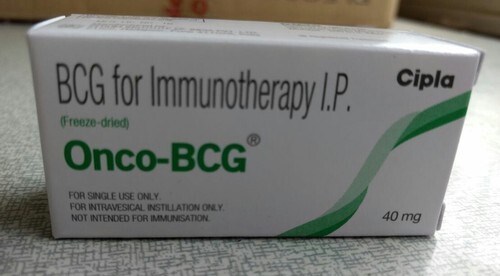 BCG for Immunotherapy I.P.
Cipla
(Freeze-dried)
Onco-BCG®
FOR SINGLE USE ONLY.
FOR INTRAVESICAL INSTILLATION ONLY.
NOT INTENDED FOR IMMUNISATION.
40 mg